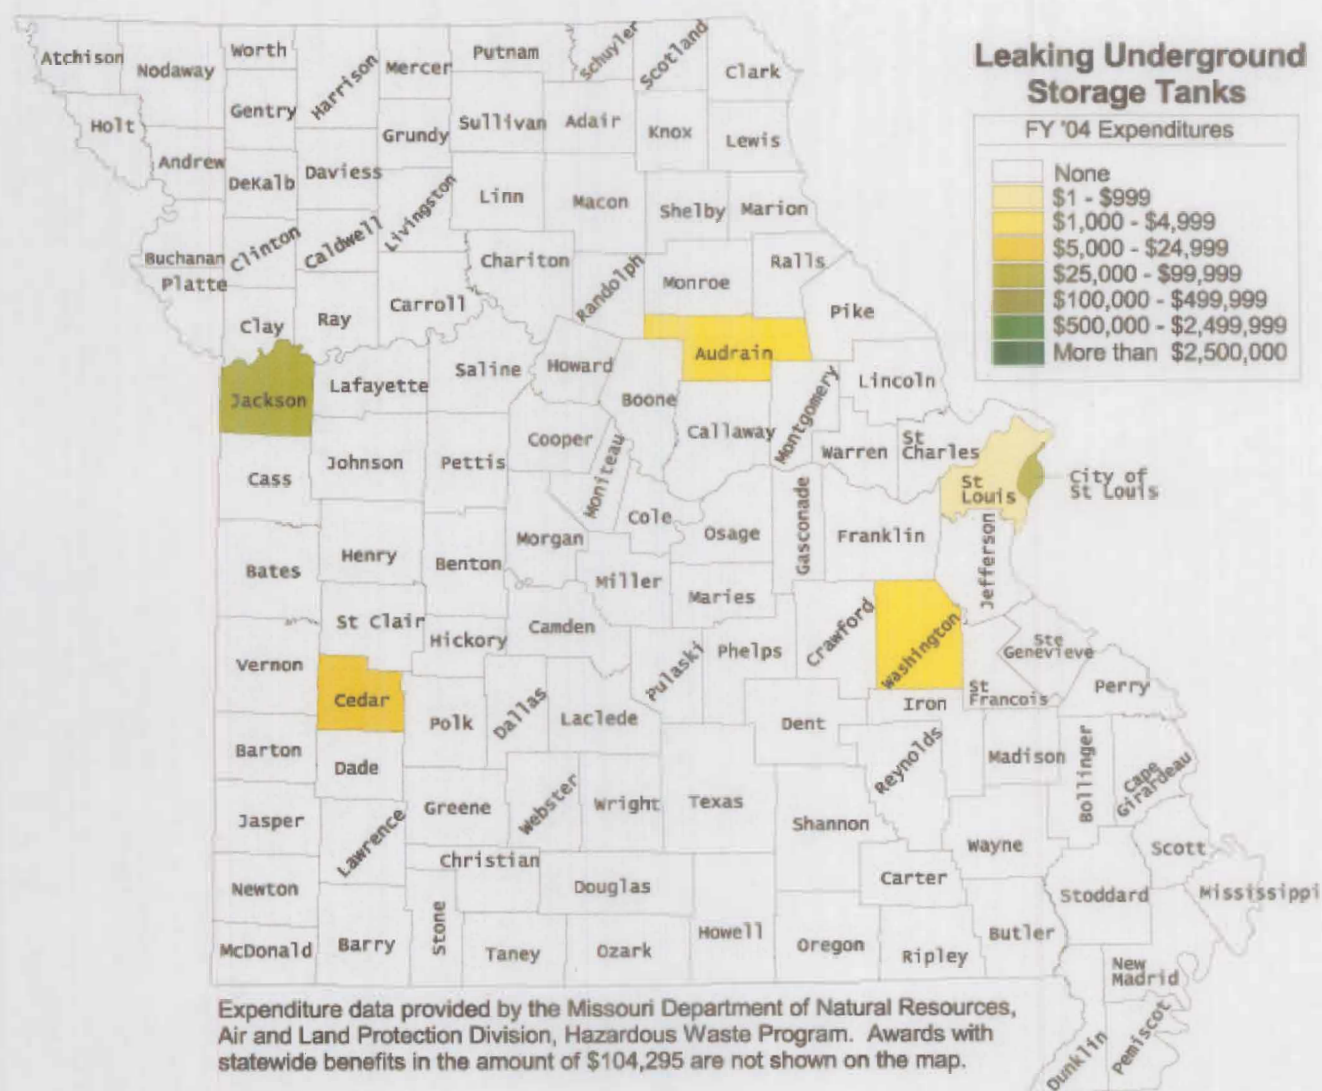 Leaking Underground
Storage Tanks
FY '04 Expenditures
None
$1 - $999
$1,000 - $4,999
$5,000 - $24,999
$25,000 - $99,999
$100,000 - $499,999
$500,000 - $2,499,999
More than $2,500,000
Atchison
Nodaway
Worth
Harrison
Mercer
Putnam
Schuyler
Scotland
Clark
Holt
Gentry
Grundy
Sullivan
Adair
Knox
Lewis
Andrew
DeKalb
Daviess
Livingston
Linn
Macon
Shelby
Marion
Buchanan
Clinton
Caldwell
Chariton
Randolph
Monroe
Ralls
Platte
Clay
Ray
Carroll
Pike
Jackson
Lafayette
Saline
Howard
Boone
Audrain
Lincoln
Callaway
Montgomery
Warren
St
Charles
Cass
Johnson
Pettis
Cooper
Moniteau
St
Louis
City of
St Louis
Cole
Osage
Gasconade
Franklin
Jefferson
Bates
Henry
Benton
Morgan
Miller
Maries
St Clair
Hickory
Camden
Pulaski
Phelps
Crawford
Washington
Ste
Genevieve
Vernon
Cedar
Polk
Dallas
Laclede
Dent
Iron
St
Francois
Perry
Barton
Dade
Reynolds
Madison
Bollinger
Cape
Girardeau
Jasper
Lawrence
Greene
Webster
Wright
Texas
Shannon
Wayne
Scott
Newton
Christian
Douglas
Carter
Stoddard
Mississippi
McDonald
Barry
Stone
Taney
Ozark
Howell
Oregon
Ripley
Butler
New
Madrid
Dunklin
Pemiscot
Expenditure data provided by the Missouri Department of Natural Resources,
Air and Land Protection Division, Hazardous Waste Program. Awards with
statewide benefits in the amount of $104,295 are not shown on the map.